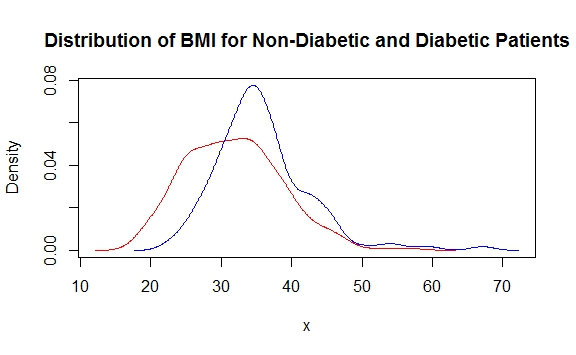 Distribution of BMI for Non-Diabetic and Diabetic Patients
Density
0.08
0.04
0.00
10 20 30 40 50 60 70
x